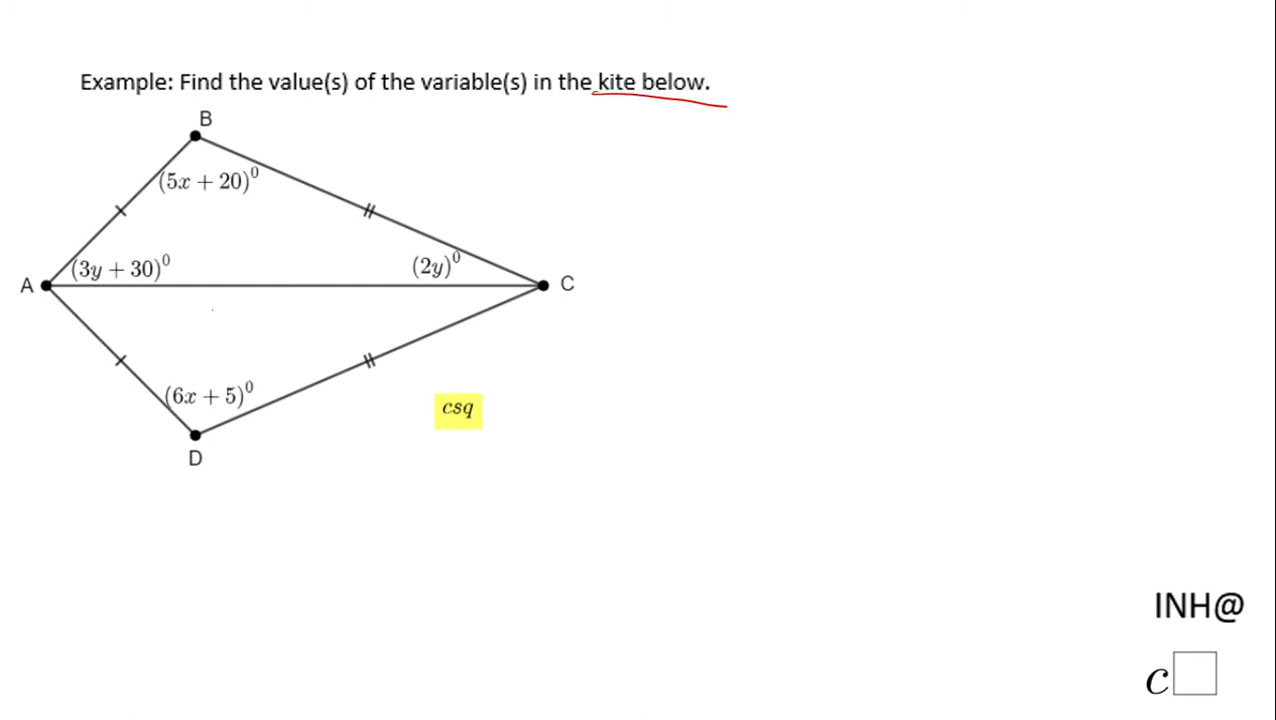 Example: Find the value(s) of the variable(s) in the kite below.
B
(5x + 20)⁰
(3y + 30)⁰
(2y)⁰
A
C
(6x + 5)⁰
csq
D
INH@
c